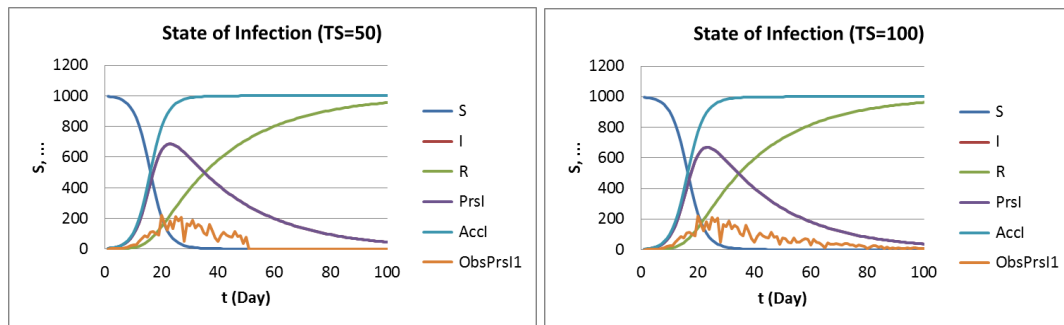 State of Infection (TS=50)
S, ...
1200
1000
800
600
400
200
0
0 20 40 60 80 100
t (Day)
S
I
R
PrsI
AccI
ObsPrsI1
State of Infection (TS=100)
S, ...
1200
1000
800
600
400
200
0
0 20 40 60 80 100
t (Day)
S
I
R
PrsI
AccI
ObsPrsI1